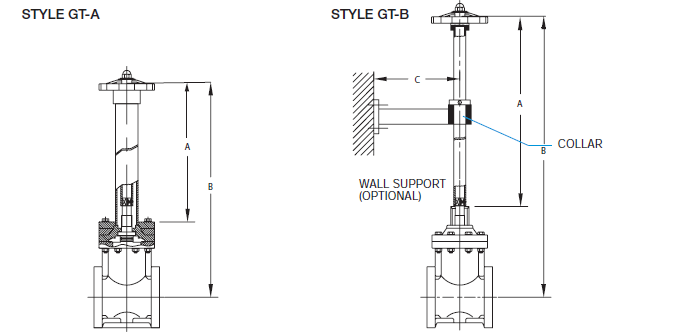 STYLE GT-A
STYLE GT-B
C
A
A
B
B
COLLAR
WALL SUPPORT
(OPTIONAL)